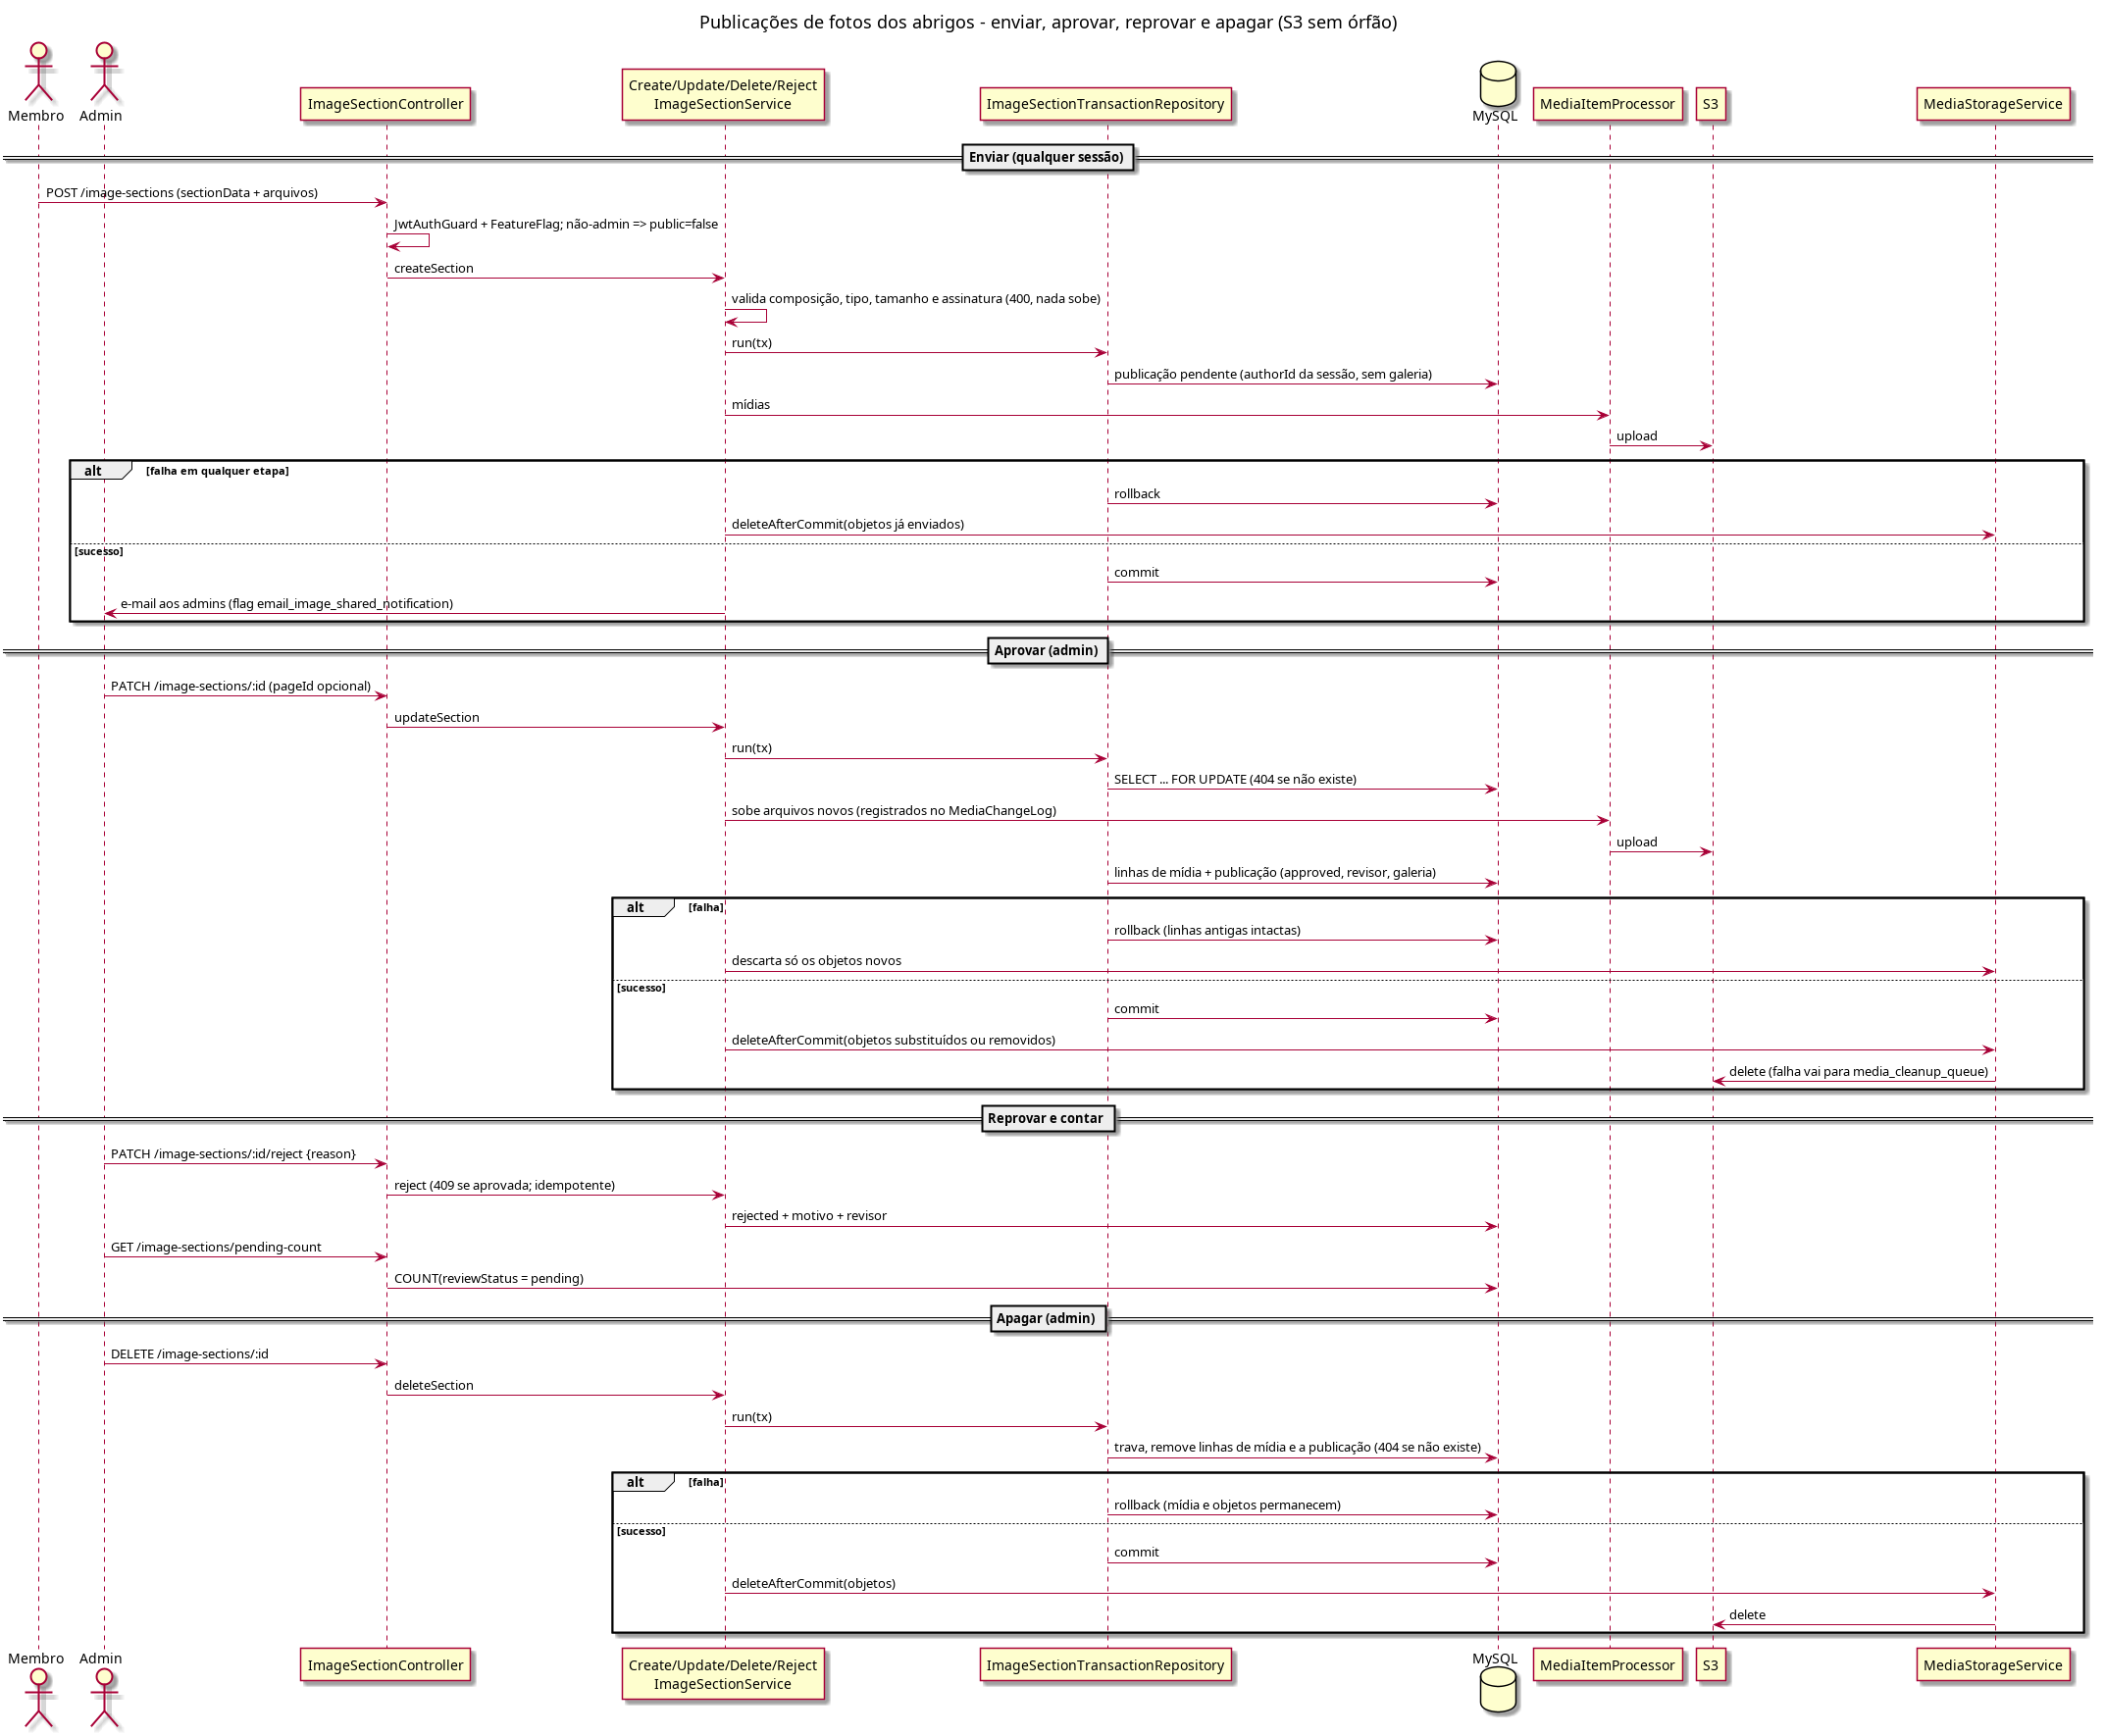 Publicações de fotos dos abrigos - enviar, aprovar, reprovar e apagar (S3 sem órfão)
Membro
Admin
ImageSectionController
Create/Update/Delete/Reject
ImageSectionService
ImageSectionTransactionRepository
MySQL
MediaItemProcessor
S3
MediaStorageService
Enviar (qualquer sessão)
POST /image-sections (sectionData + arquivos)
JwtAuthGuard + FeatureFlag; não-admin => public=false
createSection
valida composição, tipo, tamanho e assinatura (400, nada sobe)
run(tx)
publicação pendente (authorId da sessão, sem galeria)
mídias
upload
alt [falha em qualquer etapa]
rollback
deleteAfterCommit(objetos já enviados)
[sucesso]
commit
e-mail aos admins (flag email_image_shared_notification)
Aprovar (admin)
PATCH /image-sections/:id (pageId opcional)
updateSection
run(tx)
SELECT ... FOR UPDATE (404 se não existe)
sobe arquivos novos (registrados no MediaChangeLog)
upload
linhas de mídia + publicação (approved, revisor, galeria)
alt [falha]
rollback (linhas antigas intactas)
descarta só os objetos novos
[sucesso]
commit
deleteAfterCommit(objetos substituídos ou removidos)
delete (falha vai para media_cleanup_queue)
Reprovar e contar
PATCH /image-sections/:id/reject {reason}
reject (409 se aprovada; idempotente)
rejected + motivo + revisor
GET /image-sections/pending-count
COUNT(reviewStatus = pending)
Apagar (admin)
DELETE /image-sections/:id
deleteSection
run(tx)
trava, remove linhas de mídia e a publicação (404 se não existe)
alt [falha]
rollback (mídia e objetos permanecem)
[sucesso]
commit
deleteAfterCommit(objetos)
delete
Membro
Admin
ImageSectionController
Create/Update/Delete/Reject
ImageSectionService
ImageSectionTransactionRepository
MySQL
MediaItemProcessor
S3
MediaStorageService